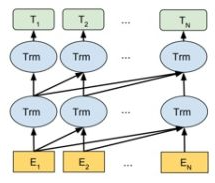 T1 T2 ... TN
Trm Trm ... Trm
Trm Trm ... Trm
E1 E2 ... EN